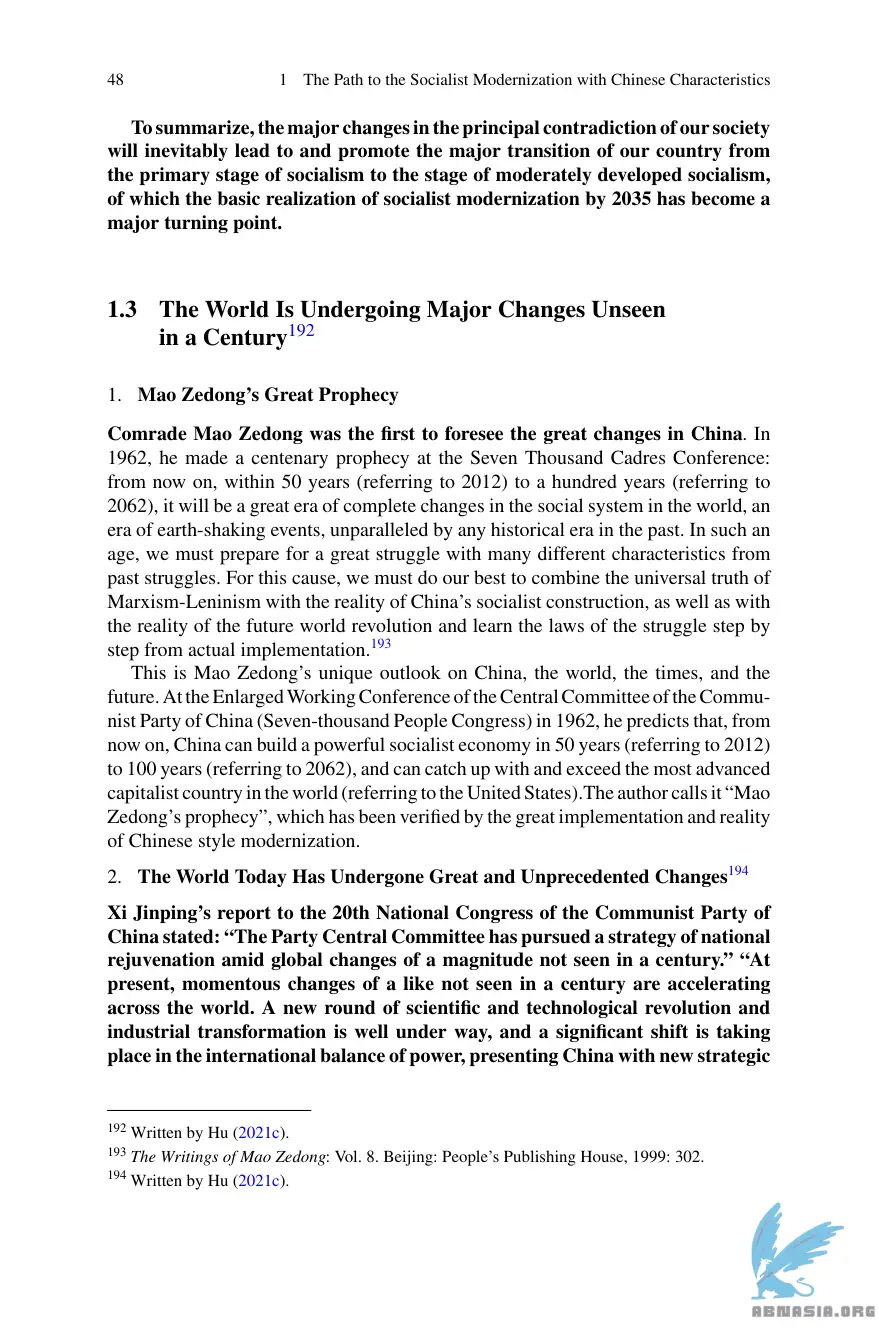 48 1 The Path to the Socialist Modernization with Chinese Characteristics
To summarize, the major changes in the principal contradiction of our society
will inevitably lead to and promote the major transition of our country from
the primary stage of socialism to the stage of moderately developed socialism,
of which the basic realization of socialist modernization by 2035 has become a
major turning point.
1.3 The World Is Undergoing Major Changes Unseen
in a Century192
1. Mao Zedong's Great Prophecy
Comrade Mao Zedong was the first to foresee the great changes in China. In
1962, he made a centenary prophecy at the Seven Thousand Cadres Conference:
from now on, within 50 years (referring to 2012) to a hundred years (referring to
2062), it will be a great era of complete changes in the social system in the world, an
era of earth-shaking events, unparalleled by any historical era in the past. In such an
age, we must prepare for a great struggle with many different characteristics from
past struggles. For this cause, we must do our best to combine the universal truth of
Marxism-Leninism with the reality of China's socialist construction, as well as with
the reality of the future world revolution and learn the laws of the struggle step by
step from actual implementation.193
This is Mao Zedong's unique outlook on China, the world, the times, and the
future. At the Enlarged Working Conference of the Central Committee of the Commu-
nist Party of China (Seven-thousand People Congress) in 1962, he predicts that, from
now on, China can build a powerful socialist economy in 50 years (referring to 2012)
to 100 years (referring to 2062), and can catch up with and exceed the most advanced
capitalist country in the world (referring to the United States).The author calls it "Mao
Zedong's prophecy", which has been verified by the great implementation and reality
of Chinese style modernization.
2. The World Today Has Undergone Great and Unprecedented Changes194
Xi Jinping's report to the 20th National Congress of the Communist Party of
China stated: "The Party Central Committee has pursued a strategy of national
rejuvenation amid global changes of a magnitude not seen in a century." "At
present, momentous changes of a like not seen in a century are accelerating
across the world. A new round of scientific and technological revolution and
industrial transformation is well under way, and a significant shift is taking
place in the international balance of power, presenting China with new strategic
192 Written by Hu (2021c).
193 The Writings of Mao Zedong: Vol. 8. Beijing: People's Publishing House, 1999: 302.
194 Written by Hu (2021c).
ABNASIA.ORG